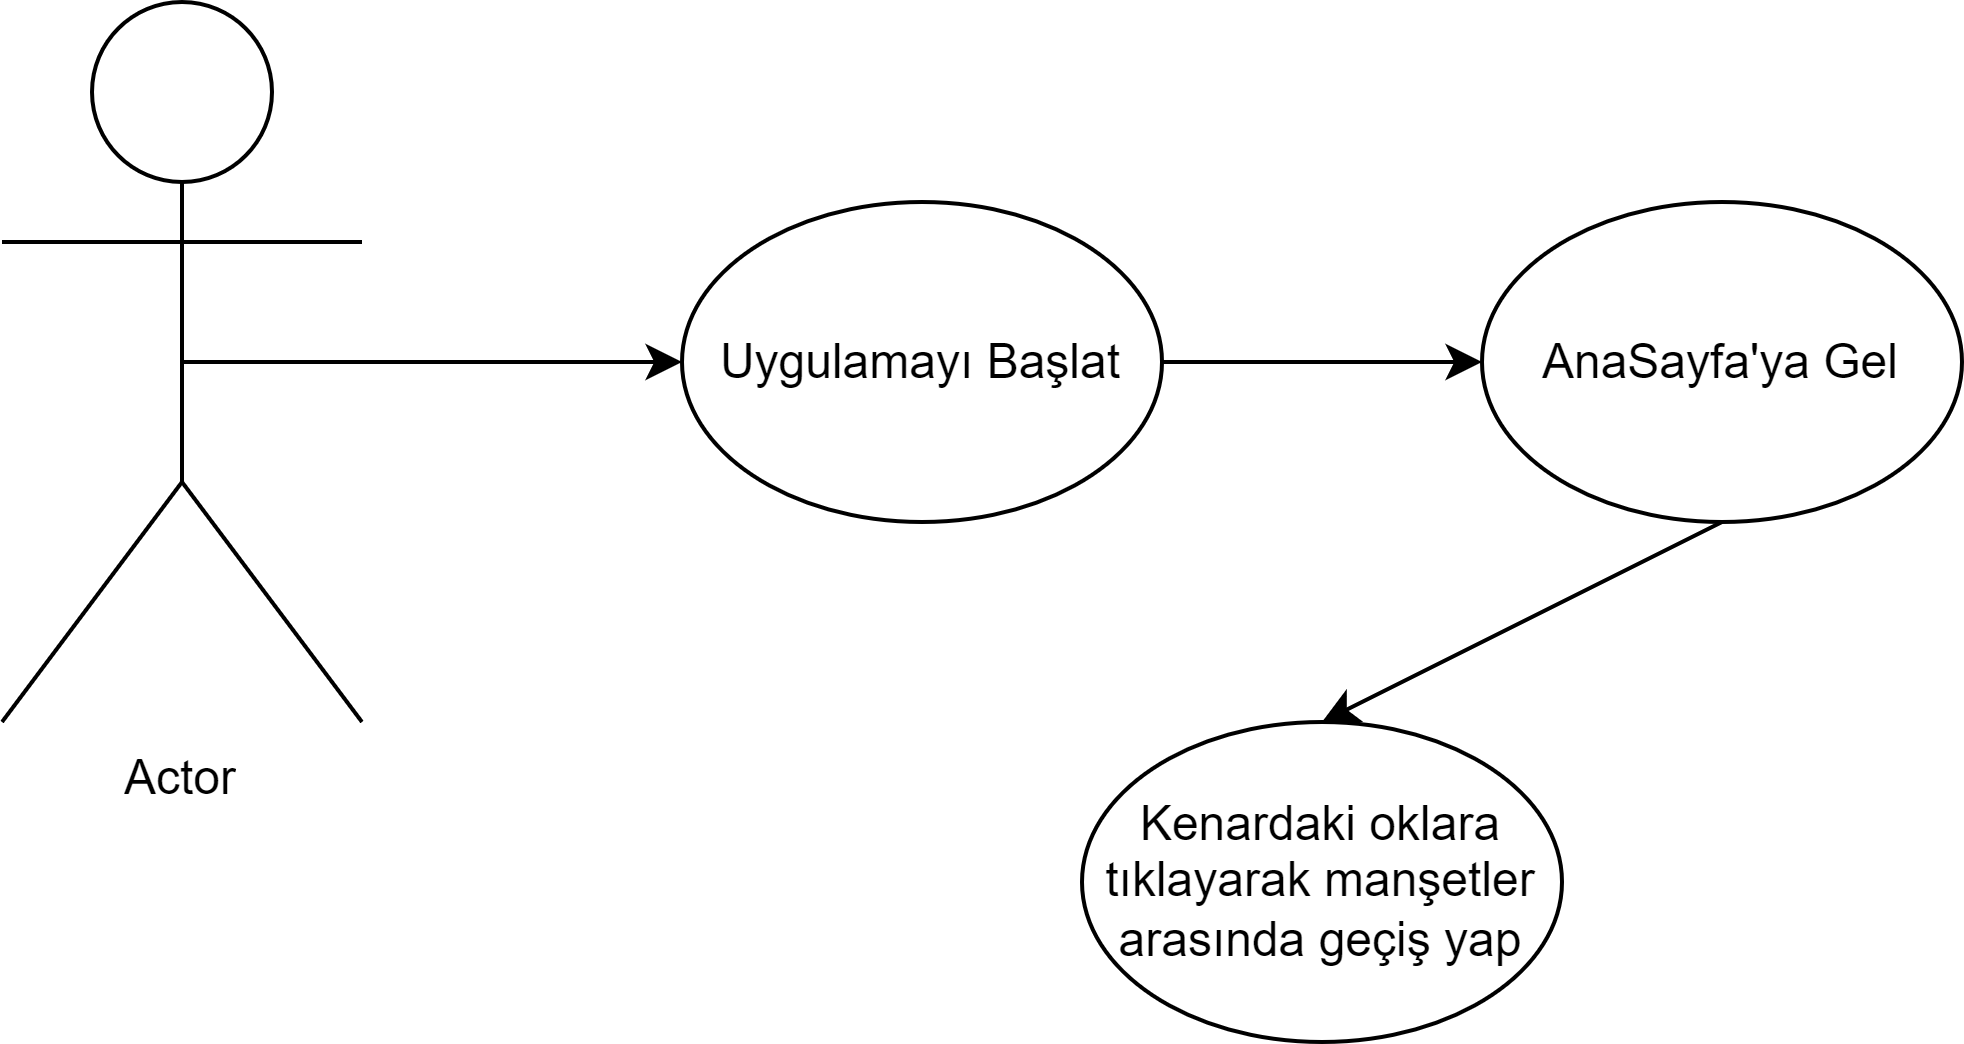 Uygulamayı Başlat
AnaSayfa'ya Gel
Actor
Kenardaki oklara
tıklayarak manşetler
arasında geçiş yap